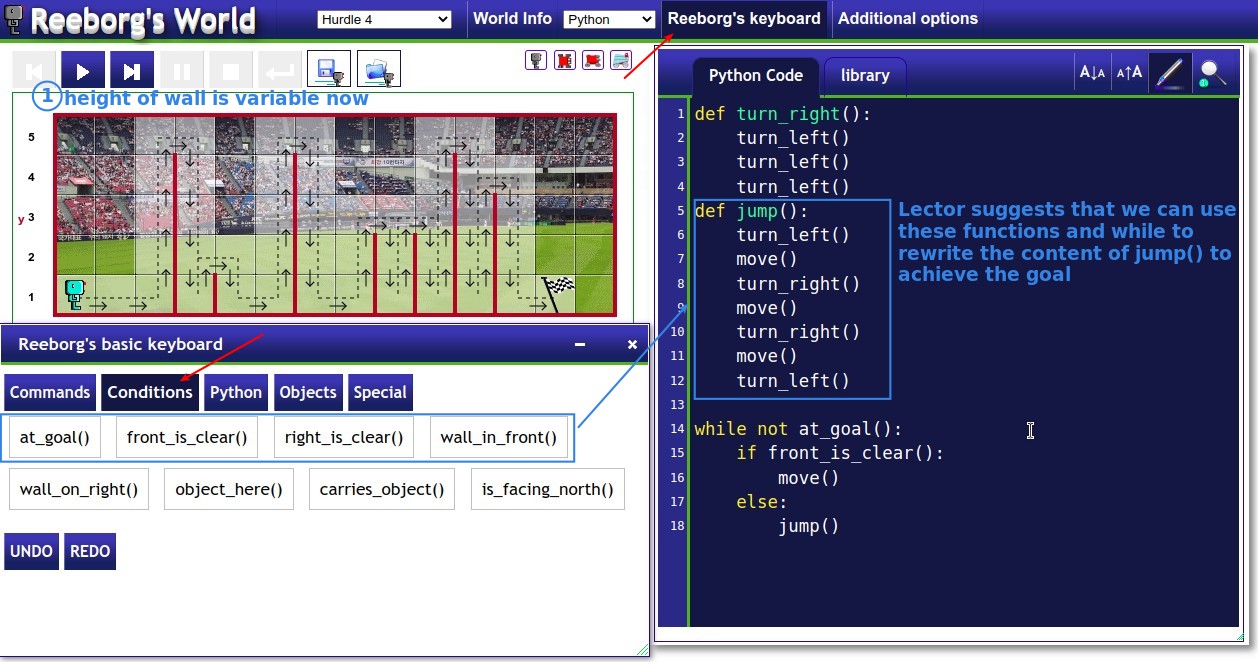 Reeborg's World
Hurdle 4
World Info
Python
Reeborg's keyboard
Additional options
1 height of wall is variable now
5
4
y 3
2
1
Reeborg's basic keyboard
Commands
Conditions
Python
Objects
Special
at_goal()
front_is_clear()
right_is_clear()
wall_in_front()
wall_on_right()
object_here()
carries_object()
is_facing_north()
UNDO
REDO
Python Code
library
1 def turn_right():
2 turn_left()
3 turn_left()
4 turn_left()
5 def jump():
6 turn_left()
7 move()
8 turn_right()
9 move()
10 turn_right()
11 move()
12 turn_left()
13
14 while not at_goal():
15 if front_is_clear():
16 move()
17 else:
18 jump()
Lector suggests that we can use
these functions and while to
rewrite the content of jump() to
achieve the goal